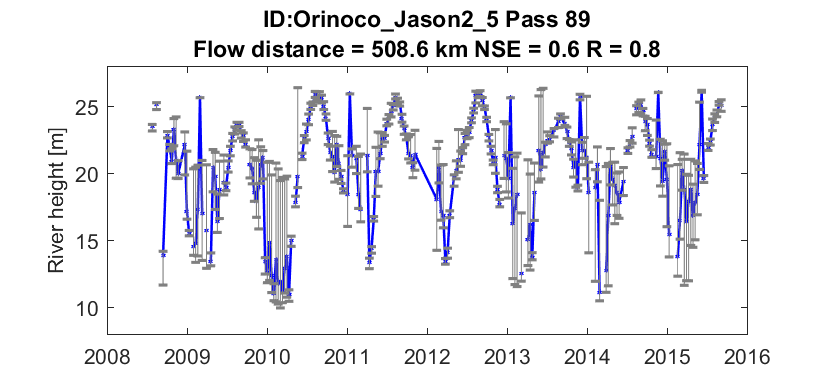 ID:Orinoco_Jason2_5 Pass 89
Flow distance = 508.6 km NSE = 0.6 R = 0.8
River height [m]
25
20
15
10
2008 2009 2010 2011 2012 2013 2014 2015 2016